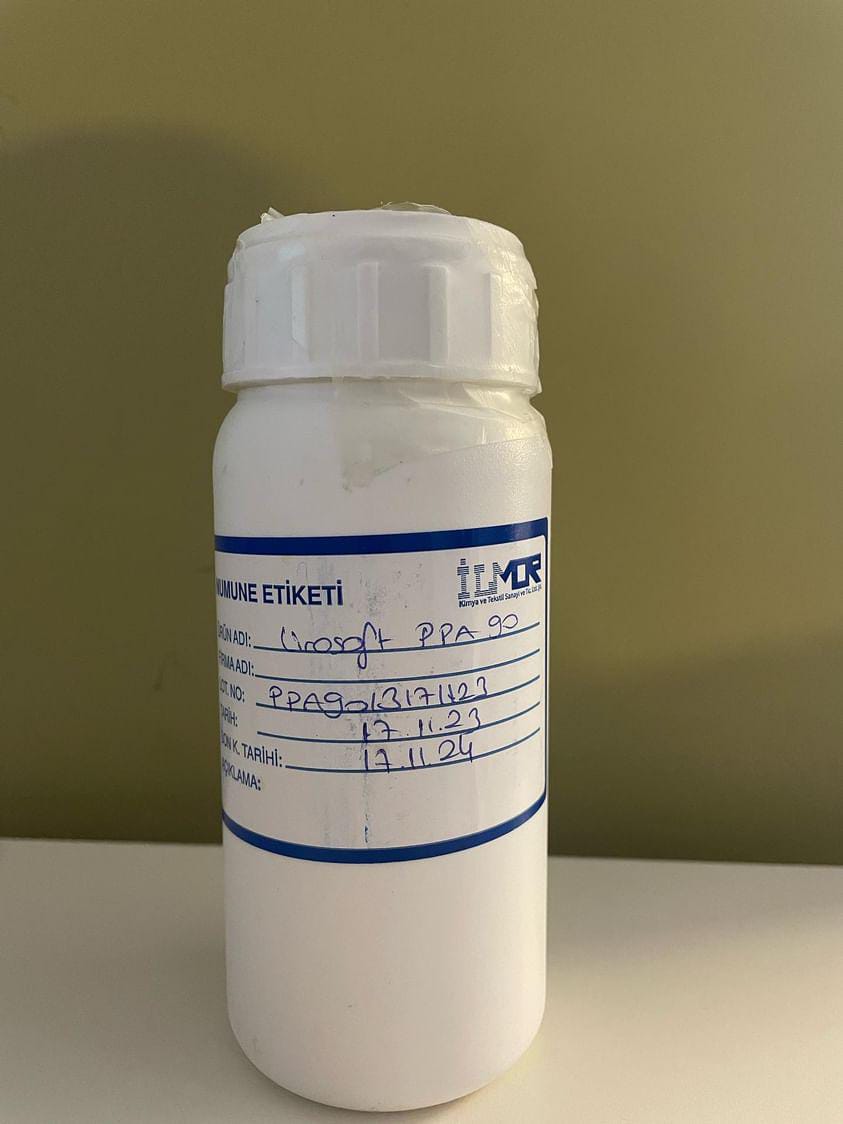 İLMOR
Kimya ve Tekstil Sanayi ve Tic. Ltd. Şti.
NUMUNE ETİKETİ
ÜRÜN ADI: PPA 90
FİRMA ADI:
LOT. NO: PPA9013171123
TARİH: 17.11.23
SON K. TARİHİ: 17.11.24
AÇIKLAMA: